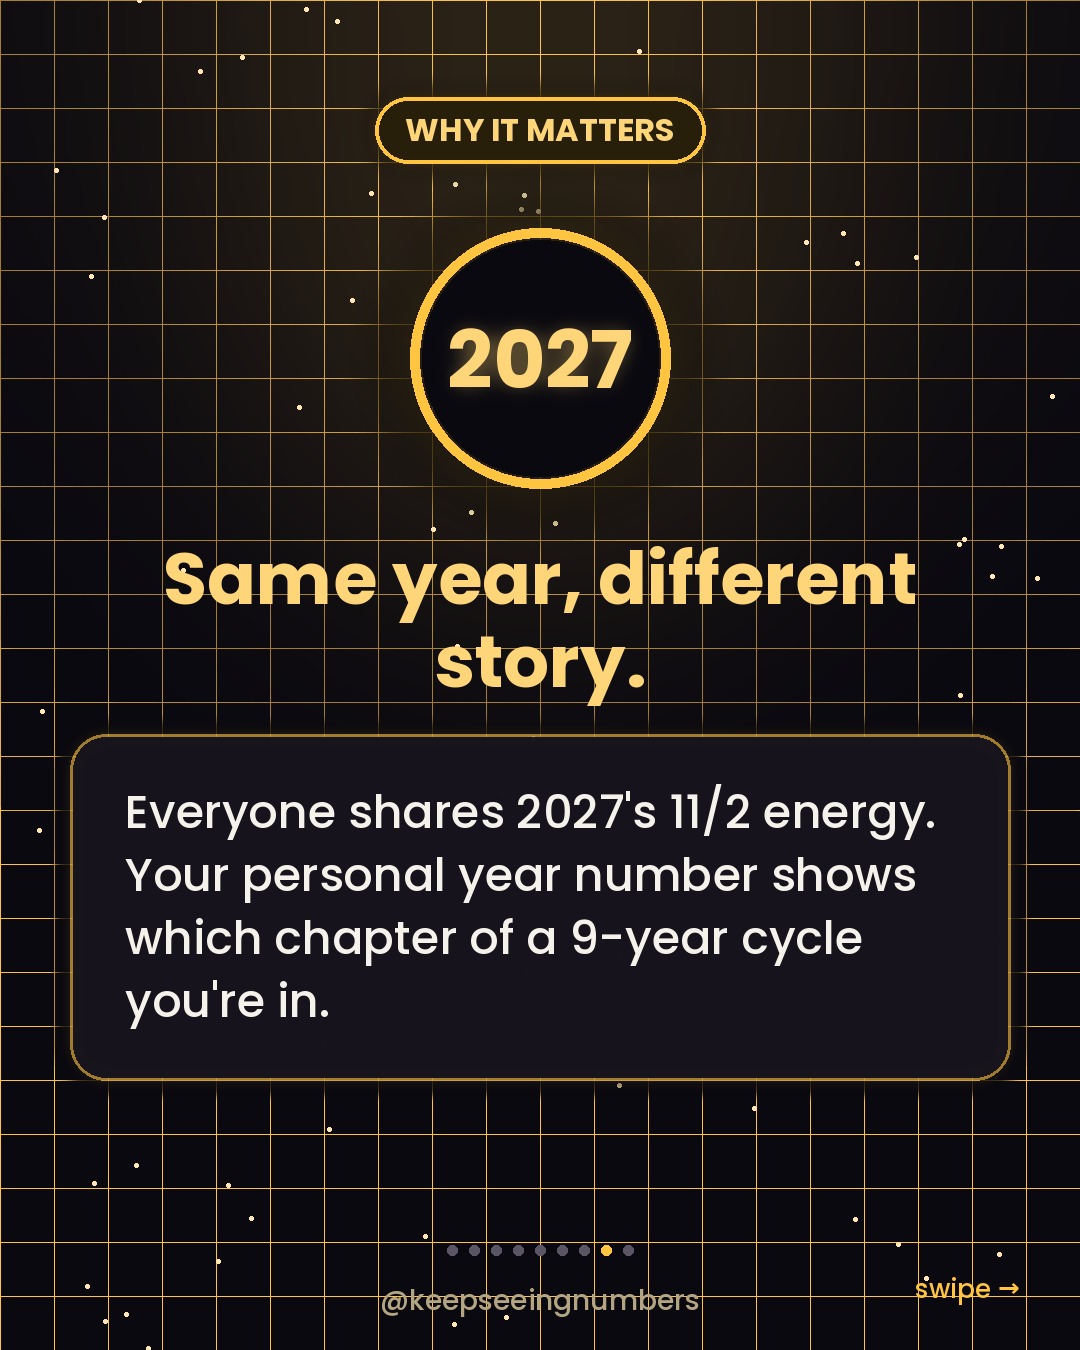 WHY IT MATTERS
2027
Same year, different
story.
Everyone shares 2027's 11/2 energy.
Your personal year number shows
which chapter of a 9-year cycle
you're in.
swipe →
@keepseeingnumbers